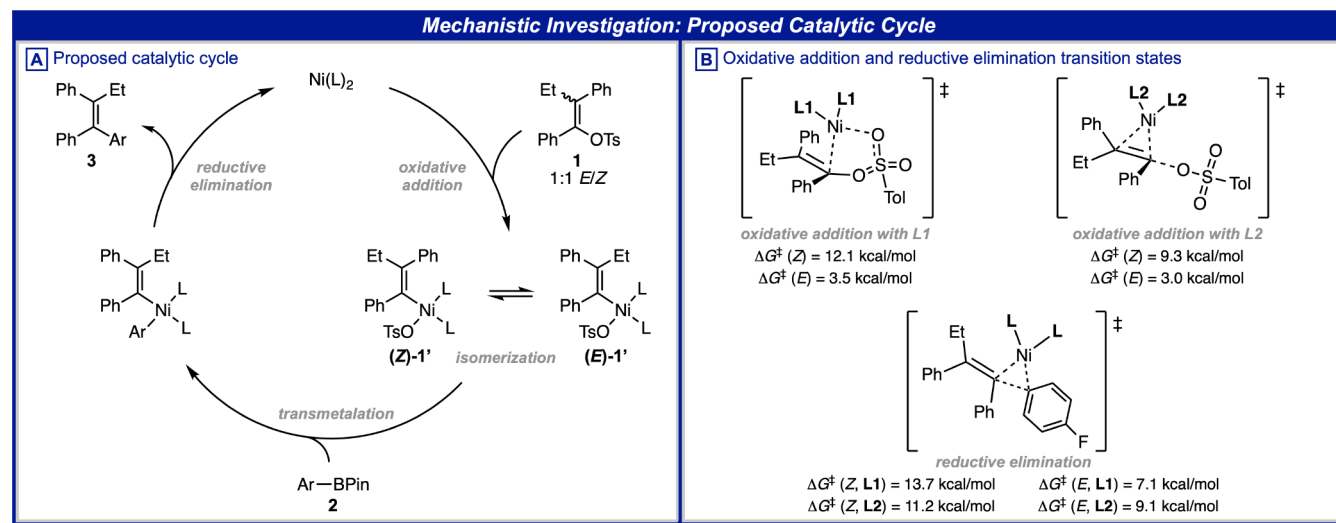 Mechanistic Investigation: Proposed Catalytic Cycle
A Proposed catalytic cycle
Ph
Et
Ph
Ar
3
Ni(L)2
Et
Ph
Ph
OTs
1
1:1 E/Z
reductive
elimination
oxidative
addition
Ph
Et
Ph
L
Ni
Ar
L
Et
Ph
Ph
L
Ni
TsO
L
(Z)-1'
Ph
Et
Ph
L
Ni
TsO
L
(E)-1'
isomerization
transmetalation
Ar—BPin
2
B Oxidative addition and reductive elimination transition states
L1
L1
Ni
O
Ph
Et
S
O
Ph
O
Tol
‡
oxidative addition with L1
ΔG‡ (Z) = 12.1 kcal/mol
ΔG‡ (E) = 3.5 kcal/mol
L2
L2
Ni
Ph
Et
Ph
O
O
S
Tol
O
‡
oxidative addition with L2
ΔG‡ (Z) = 9.3 kcal/mol
ΔG‡ (E) = 3.0 kcal/mol
Et
L
L
Ni
Ph
Ph
F
‡
reductive elimination
ΔG‡ (Z, L1) = 13.7 kcal/mol ΔG‡ (E, L1) = 7.1 kcal/mol
ΔG‡ (Z, L2) = 11.2 kcal/mol ΔG‡ (E, L2) = 9.1 kcal/mol